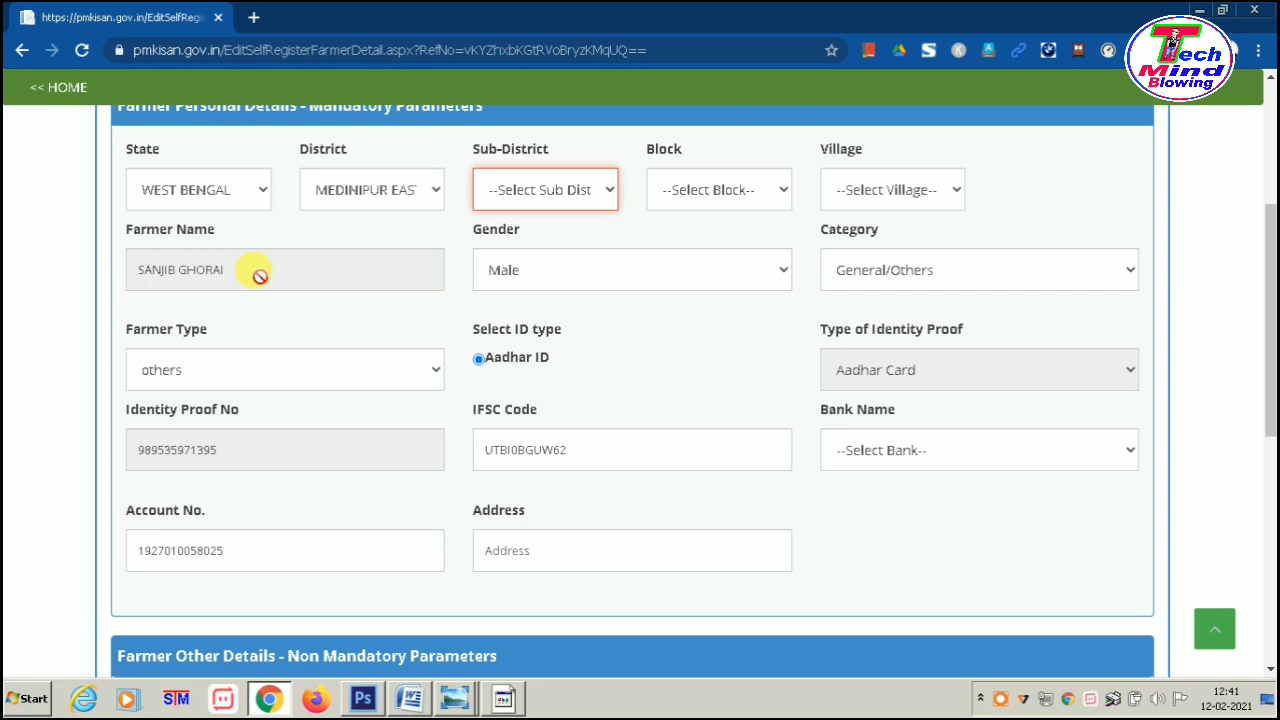 https://pmkisan.gov.in/EditSelfRegis
pmkisan.gov.in/EditSelfRegisterFarmerDetail.aspx?RefNo=vKYZhxbKGtRVoBryzKMqUQ==
Tech
Mind
Blowing
<< HOME
Farmer Personal Details - Mandatory Parameters
State District Sub-District Block Village
WEST BENGAL MEDINIPUR EAST --Select Sub Dist --Select Block-- --Select Village--
Farmer Name Gender Category
SANJIB GHORAI Male General/Others
Farmer Type Select ID type Type of Identity Proof
Aadhar ID
others Aadhar Card
Identity Proof No IFSC Code Bank Name
989535971395 UTBI0BGUW62 --Select Bank--
Account No. Address
1927010058025 Address
Farmer Other Details - Non Mandatory Parameters
Start SM Ps W 12:41
12-02-2021